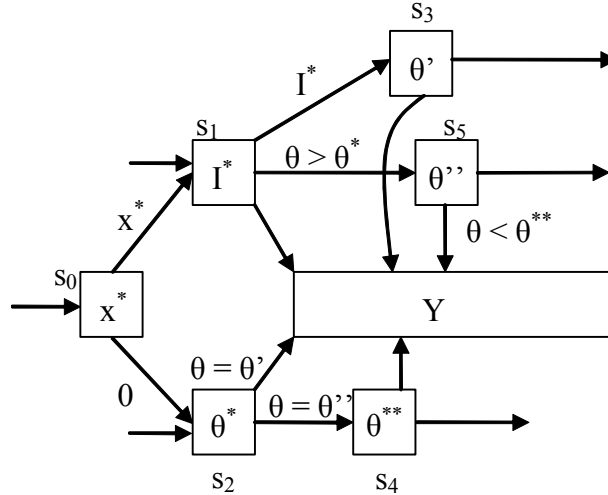 s₃
θ'
I*
s₁
s₅
I*
θ > θ*
θ''
x*
θ < θ**
s₀
x*
Y
0
θ = θ'
θ*
θ = θ''
θ**
s₂
s₄